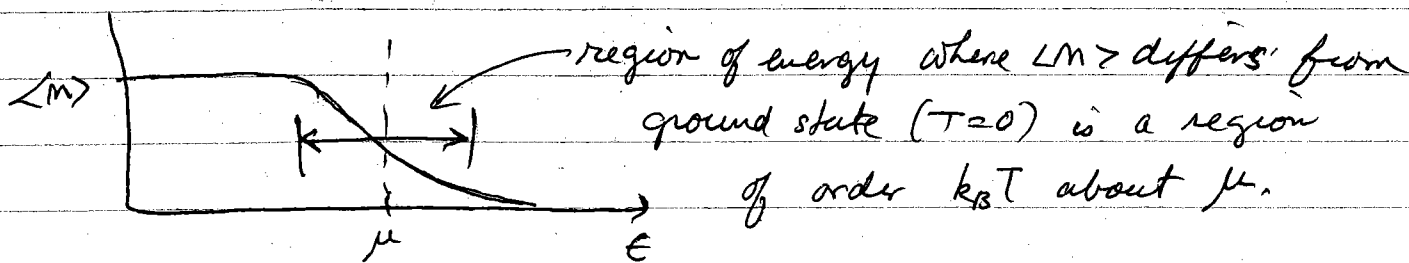 region of energy where <n> differs from
<n>
ground state (T=0) is a region
of order k_BT about μ.
μ
ϵ